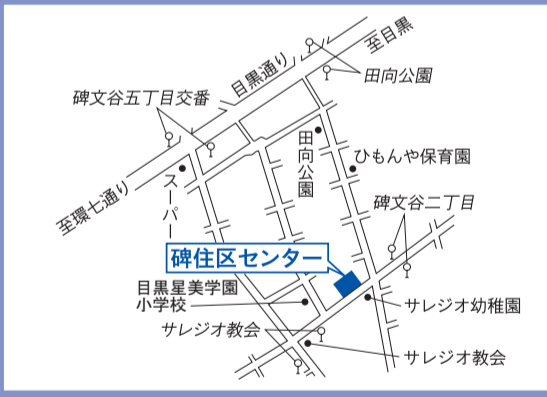 至目黒
目黒通り
田向公園
碑文谷五丁目交番
田向公園
ひもんや保育園
スーパー
至環七通り
碑文谷二丁目
碑住区センター
目黒星美学園
小学校
サレジオ幼稚園
サレジオ教会
サレジオ教会